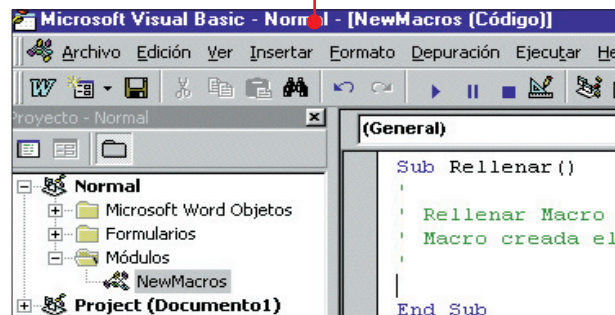 Microsoft Visual Basic - Normal - [NewMacros (Código)]
Archivo Edición Ver Insertar Formato Depuración Ejecutar
Proyecto - Normal
(General)
Normal
Microsoft Word Objetos
Formularios
Módulos
NewMacros
Project (Documento1)
Sub Rellenar()
'
' Rellenar Macro
' Macro creada el
'
End Sub